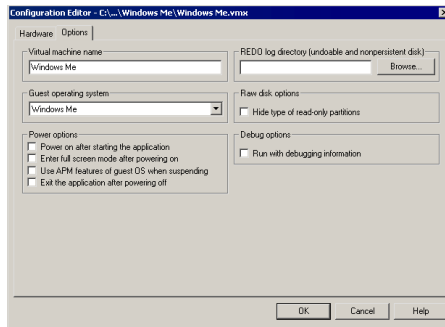 Configuration Editor - C:\...\Windows Me\Windows Me.vmx
Hardware Options
Virtual machine name
Windows Me
REDO log directory (undoable and nonpersistent disk)
Browse...
Guest operating system
Windows Me
Raw disk options
Hide type of read-only partitions
Power options
Power on after starting the application
Enter full screen mode after powering on
Use APM features of guest OS when suspending
Exit the application after powering off
Debug options
Run with debugging information
OK Cancel Help